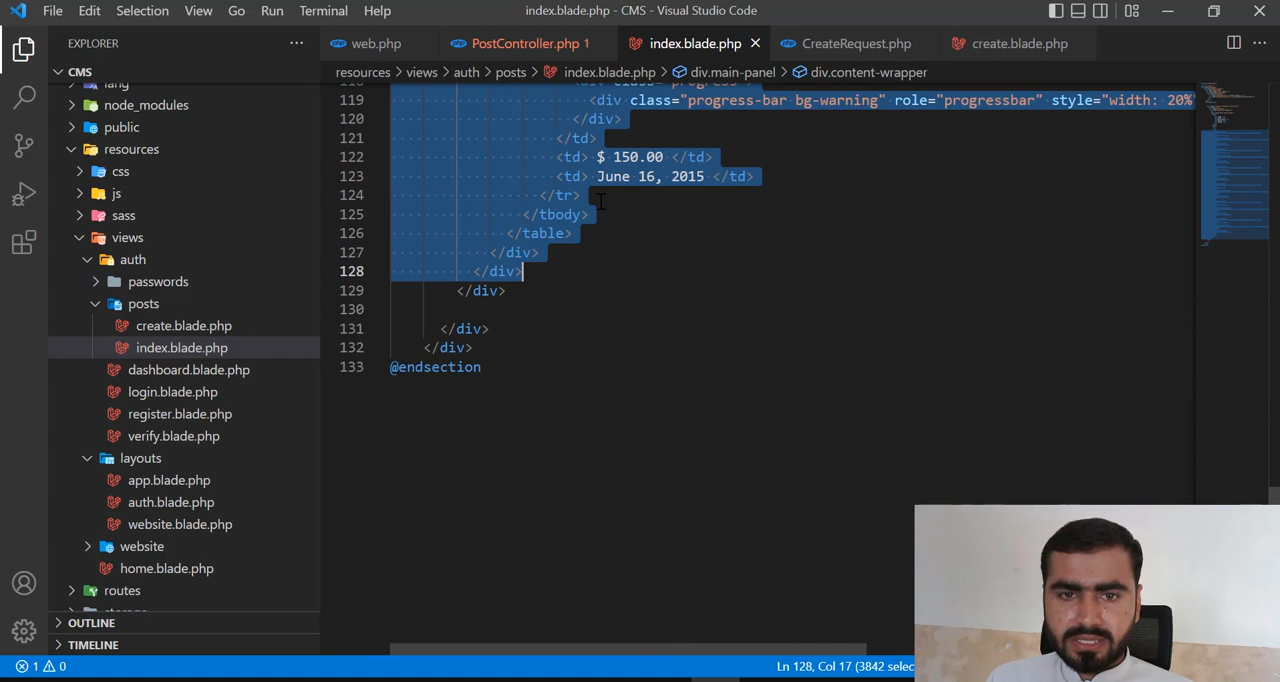 File Edit Selection View Go Run Terminal Help index.blade.php - CMS - Visual Studio Code
EXPLORER
web.php PostController.php 1 index.blade.php CreateRequest.php create.blade.php
resources > views > auth > posts > index.blade.php > div.main-panel > div.content-wrapper
CMS
lang
node_modules
public
resources
css
js
sass
views
auth
passwords
posts
create.blade.php
index.blade.php
dashboard.blade.php
login.blade.php
register.blade.php
verify.blade.php
layouts
app.blade.php
auth.blade.php
website.blade.php
website
home.blade.php
routes
OUTLINE
TIMELINE
119 <div class="progress-bar bg-warning" role="progressbar" style="width: 20%
120 </div>
121 </td>
122 <td> $ 150.00 </td>
123 <td> June 16, 2015 </td>
124 </tr>
125 </tbody>
126 </table>
127 </div>
128 </div>
129 </div>
130
131 </div>
132 </div>
133 @endsection
1 0 Ln 128, Col 17 (3842 selec